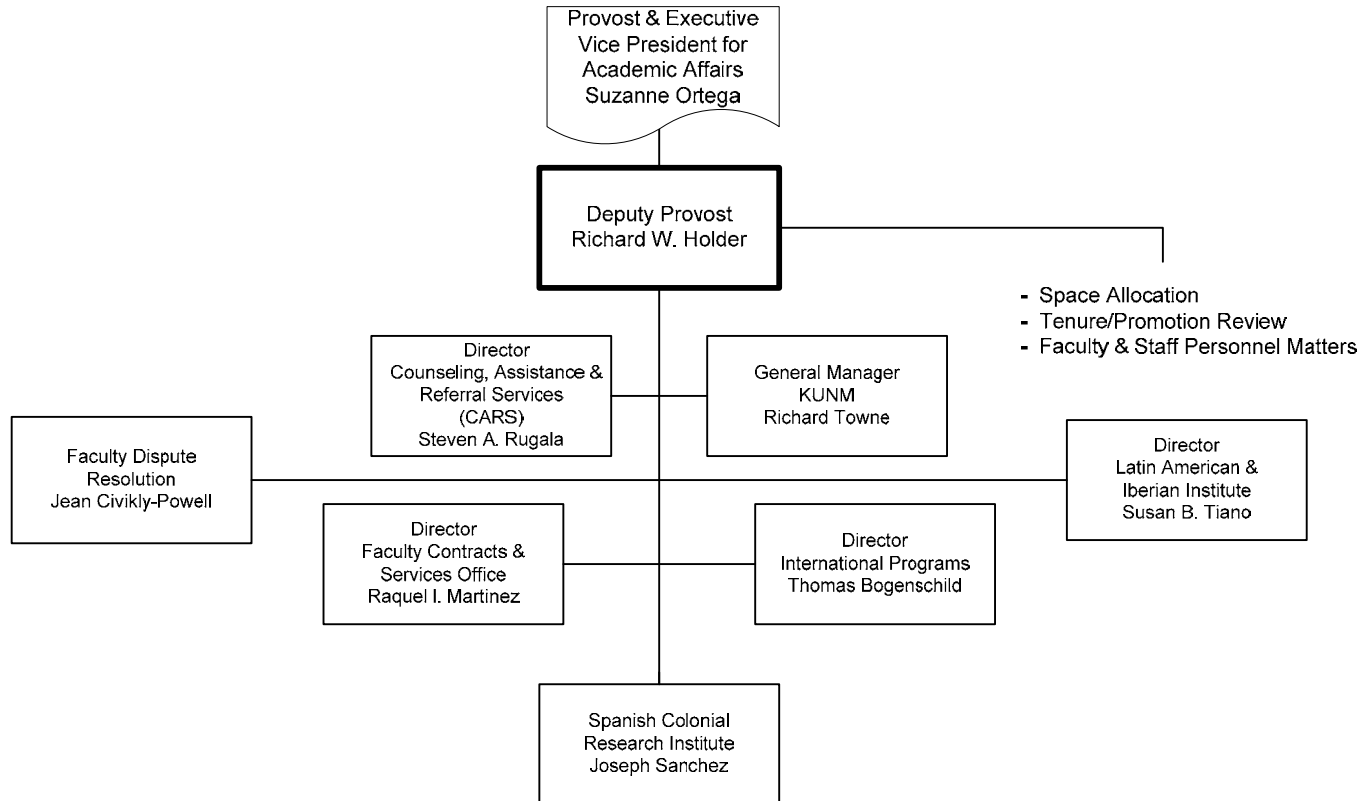 Provost & Executive
Vice President for
Academic Affairs
Suzanne Ortega
Deputy Provost
Richard W. Holder
- Space Allocation
- Tenure/Promotion Review
- Faculty & Staff Personnel Matters
Director
Counseling, Assistance &
Referral Services
(CARS)
Steven A. Rugala
General Manager
KUNM
Richard Towne
Faculty Dispute
Resolution
Jean Civikly-Powell
Director
Latin American &
Iberian Institute
Susan B. Tiano
Director
Faculty Contracts &
Services Office
Raquel I. Martinez
Director
International Programs
Thomas Bogenschild
Spanish Colonial
Research Institute
Joseph Sanchez